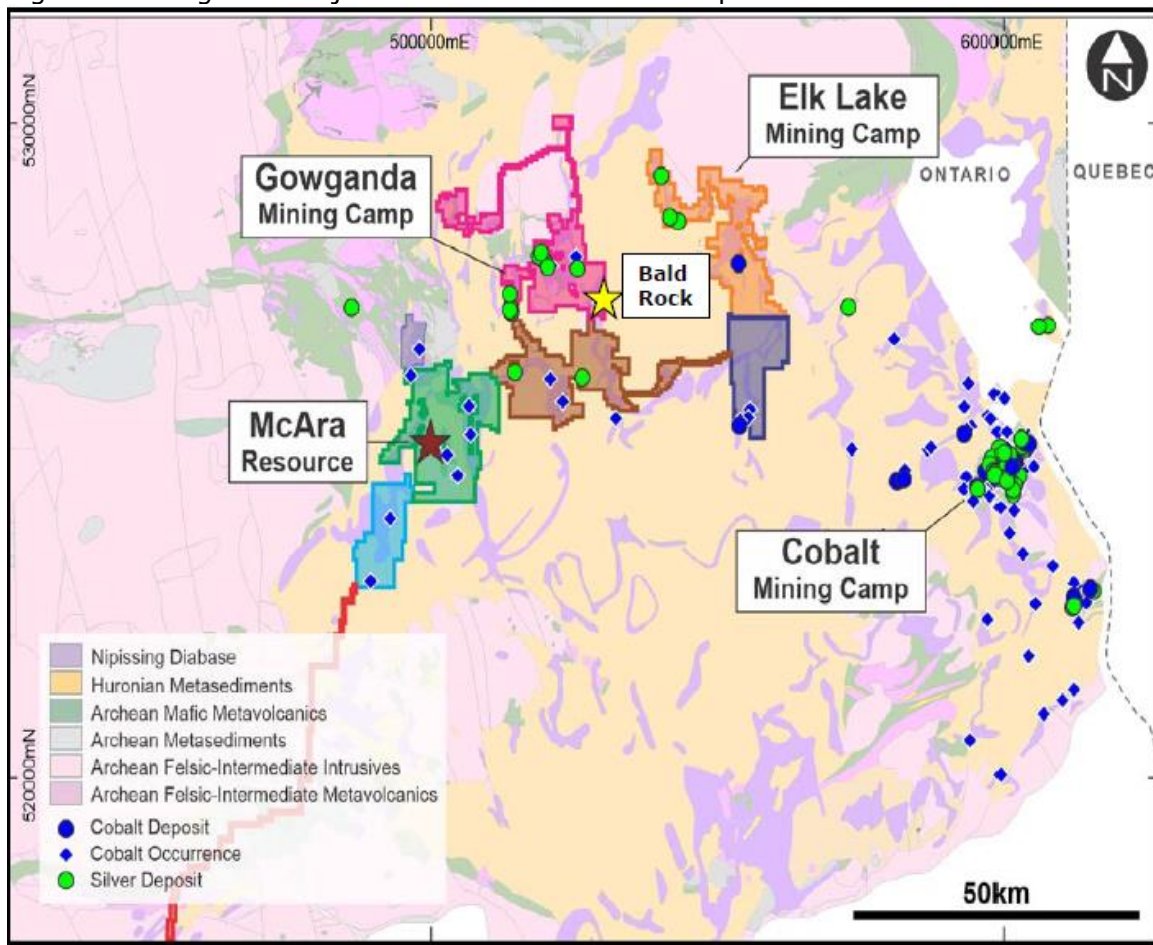 500000mE
600000mE
N
530000mN
Elk Lake
Mining Camp
ONTARIO
QUEBEC
Gowganda
Mining Camp
Bald
Rock
McAra
Resource
Cobalt
Mining Camp
520000mN
Nipissing Diabase
Huronian Metasediments
Archean Mafic Metavolcanics
Archean Metasediments
Archean Felsic-Intermediate Intrusives
Archean Felsic-Intermediate Metavolcanics
Cobalt Deposit
Cobalt Occurrence
Silver Deposit
50km